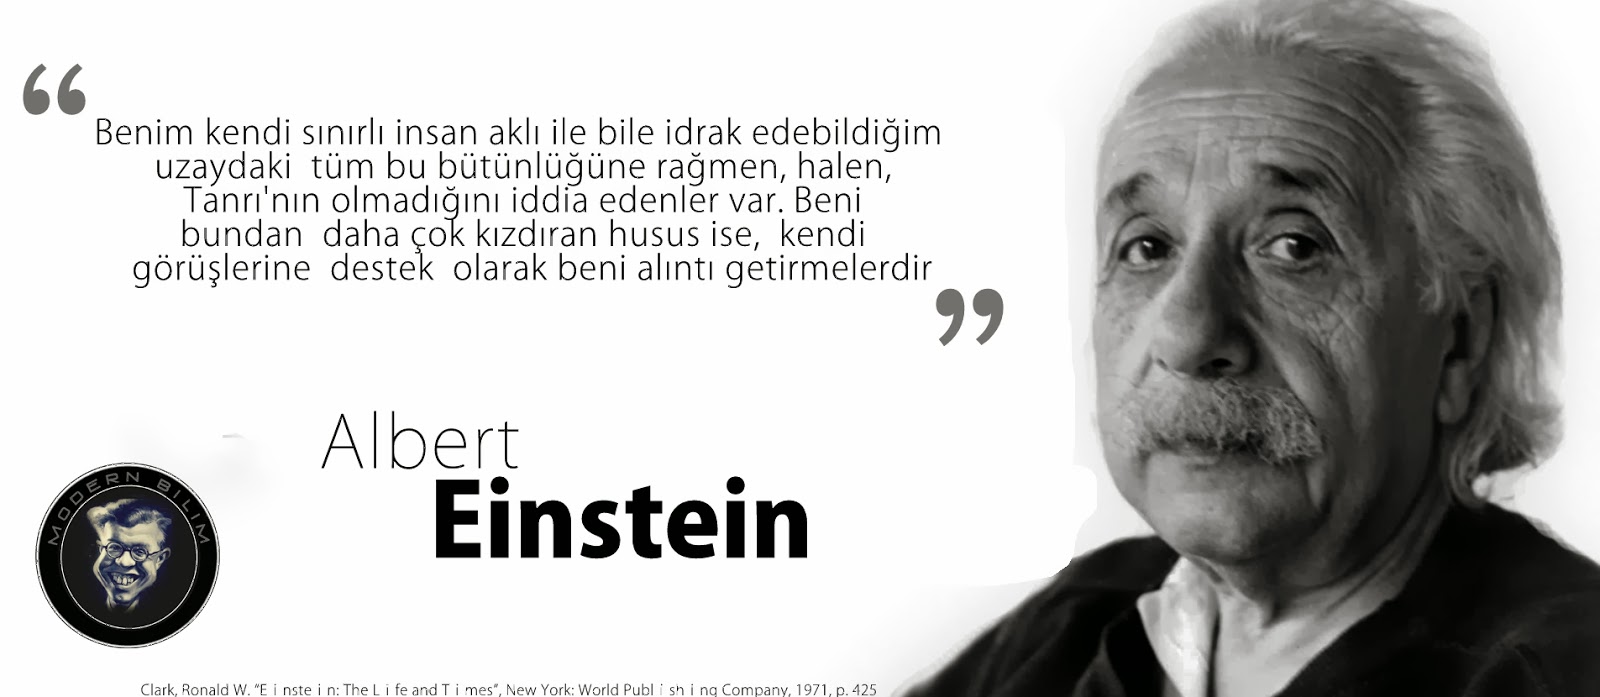 “
Benim kendi sınırlı insan aklı ile bile idrak edebildiğim
uzaydaki tüm bu bütünlüğüne rağmen, halen,
Tanrı'nın olmadığını iddia edenler var. Beni
bundan daha çok kızdıran husus ise, kendi
görüşlerine destek olarak beni alıntı getirmelerdir
”
Albert
Einstein
MODERN BILIM
Clark, Ronald W. “Einstein: The Life and Times”, New York: World Publishing Company, 1971, p. 425